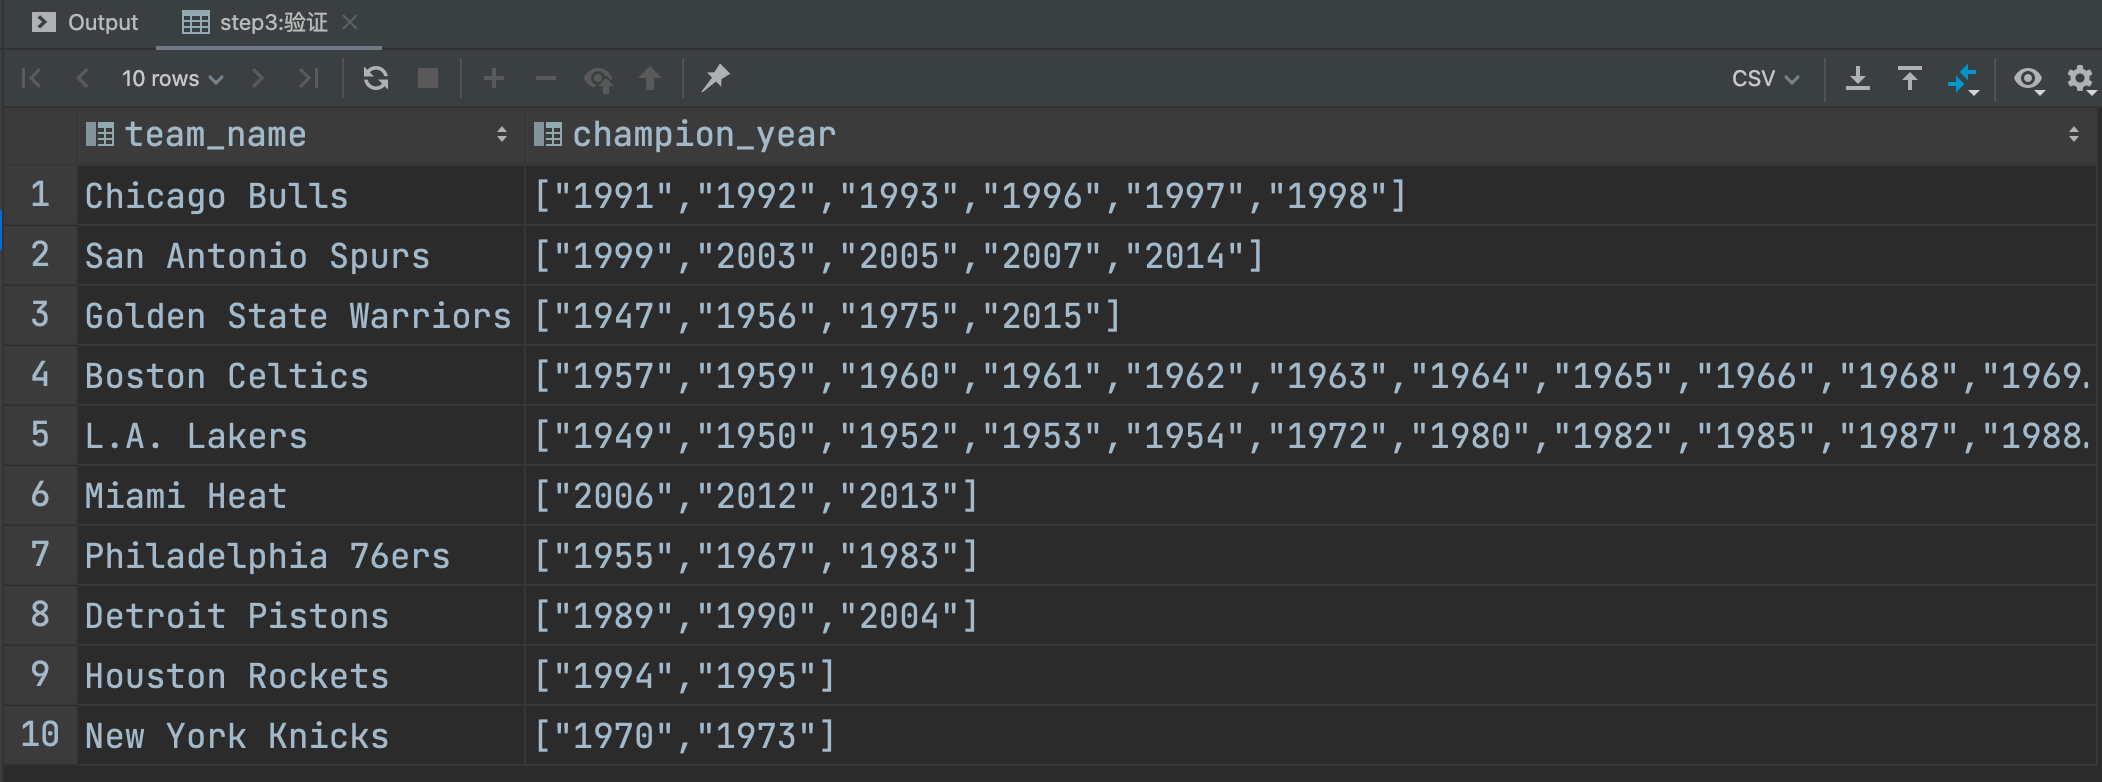 Output step3:验证
10 rows CSV
team_name champion_year
1 Chicago Bulls ["1991","1992","1993","1996","1997","1998"]
2 San Antonio Spurs ["1999","2003","2005","2007","2014"]
3 Golden State Warriors ["1947","1956","1975","2015"]
4 Boston Celtics ["1957","1959","1960","1961","1962","1963","1964","1965","1966","1968","1969.
5 L.A. Lakers ["1949","1950","1952","1953","1954","1972","1980","1982","1985","1987","1988.
6 Miami Heat ["2006","2012","2013"]
7 Philadelphia 76ers ["1955","1967","1983"]
8 Detroit Pistons ["1989","1990","2004"]
9 Houston Rockets ["1994","1995"]
10 New York Knicks ["1970","1973"]